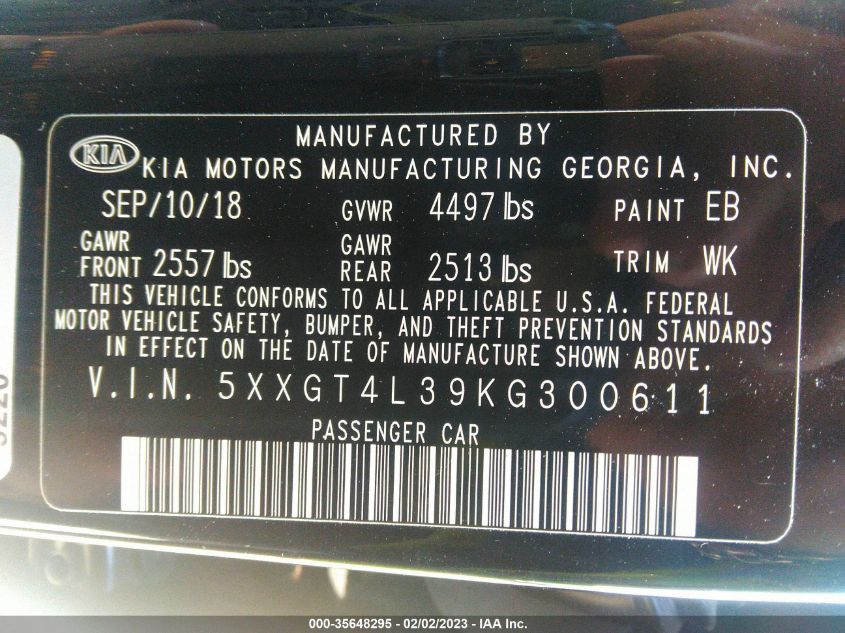 MANUFACTURED BY
KIA KIA MOTORS MANUFACTURING GEORGIA, INC.
SEP/10/18 GVWR 4497 lbs PAINT EB
GAWR FRONT 2557 lbs GAWR REAR 2513 lbs TRIM WK
THIS VEHICLE CONFORMS TO ALL APPLICABLE U.S.A. FEDERAL
MOTOR VEHICLE SAFETY, BUMPER, AND THEFT PREVENTION STANDARDS
IN EFFECT ON THE DATE OF MANUFACTURE SHOWN ABOVE.
V.I.N. 5XXGT4L39KG300611
PASSENGER CAR
000-35648295 - 02/02/2023 - IAA Inc.